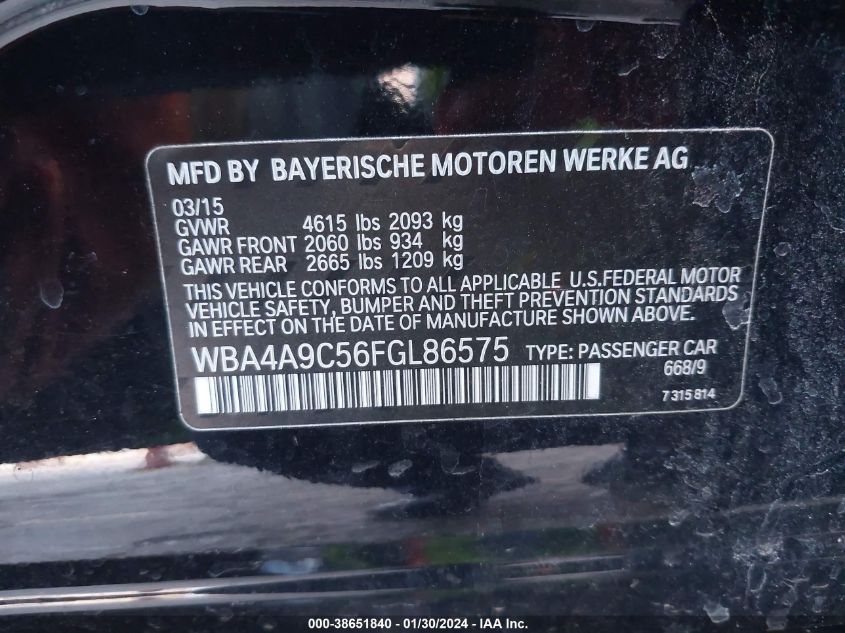 MFD BY BAYERISCHE MOTOREN WERKE AG
03/15
GVWR 4615 lbs 2093 kg
GAWR FRONT 2060 lbs 934 kg
GAWR REAR 2665 lbs 1209 kg
THIS VEHICLE CONFORMS TO ALL APPLICABLE U.S.FEDERAL MOTOR
VEHICLE SAFETY, BUMPER AND THEFT PREVENTION STANDARDS
IN EFFECT ON THE DATE OF MANUFACTURE SHOWN ABOVE.
WBA4A9C56FGL86575 TYPE: PASSENGER CAR
668/9
7 315 814
000-38651840 - 01/30/2024 - IAA Inc.